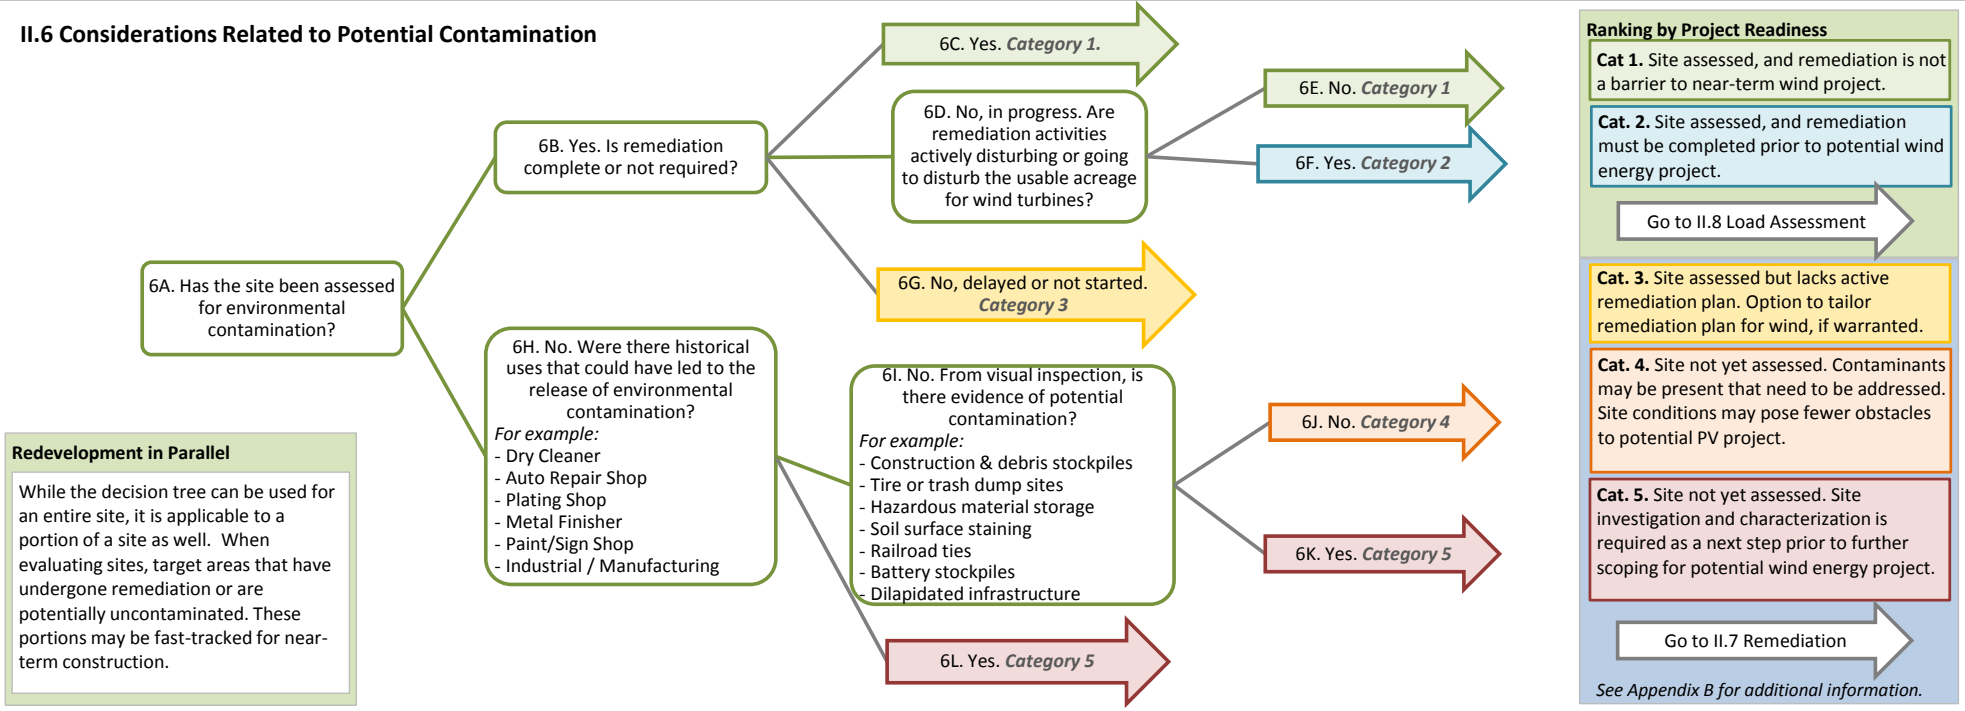 II.6 Considerations Related to Potential Contamination
6A. Has the site been assessed
for environmental
contamination?
6B. Yes. Is remediation
complete or not required?
6C. Yes. Category 1.
6D. No, in progress. Are
remediation activities
actively disturbing or going
to disturb the usable acreage
for wind turbines?
6E. No. Category 1
6F. Yes. Category 2
6G. No, delayed or not started.
Category 3
6H. No. Were there historical
uses that could have led to the
release of environmental
contamination?
For example:
- Dry Cleaner
- Auto Repair Shop
- Plating Shop
- Metal Finisher
- Paint/Sign Shop
- Industrial / Manufacturing
6I. No. From visual inspection, is
there evidence of potential
contamination?
For example:
- Construction & debris stockpiles
- Tire or trash dump sites
- Hazardous material storage
- Soil surface staining
- Railroad ties
- Battery stockpiles
- Dilapidated infrastructure
6J. No. Category 4
6K. Yes. Category 5
6L. Yes. Category 5
Redevelopment in Parallel
While the decision tree can be used for
an entire site, it is applicable to a
portion of a site as well.  When
evaluating sites, target areas that have
undergone remediation or are
potentially uncontaminated. These
portions may be fast-tracked for near-
term construction.
Ranking by Project Readiness
Cat 1. Site assessed, and remediation is not
a barrier to near-term wind project.
Cat. 2. Site assessed, and remediation
must be completed prior to potential wind
energy project.
Go to II.8 Load Assessment
Cat. 3. Site assessed but lacks active
remediation plan. Option to tailor
remediation plan for wind, if warranted.
Cat. 4. Site not yet assessed. Contaminants
may be present that need to be addressed.
Site conditions may pose fewer obstacles
to potential PV project.
Cat. 5. Site not yet assessed. Site
investigation and characterization is
required as a next step prior to further
scoping for potential wind energy project.
Go to II.7 Remediation
See Appendix B for additional information.